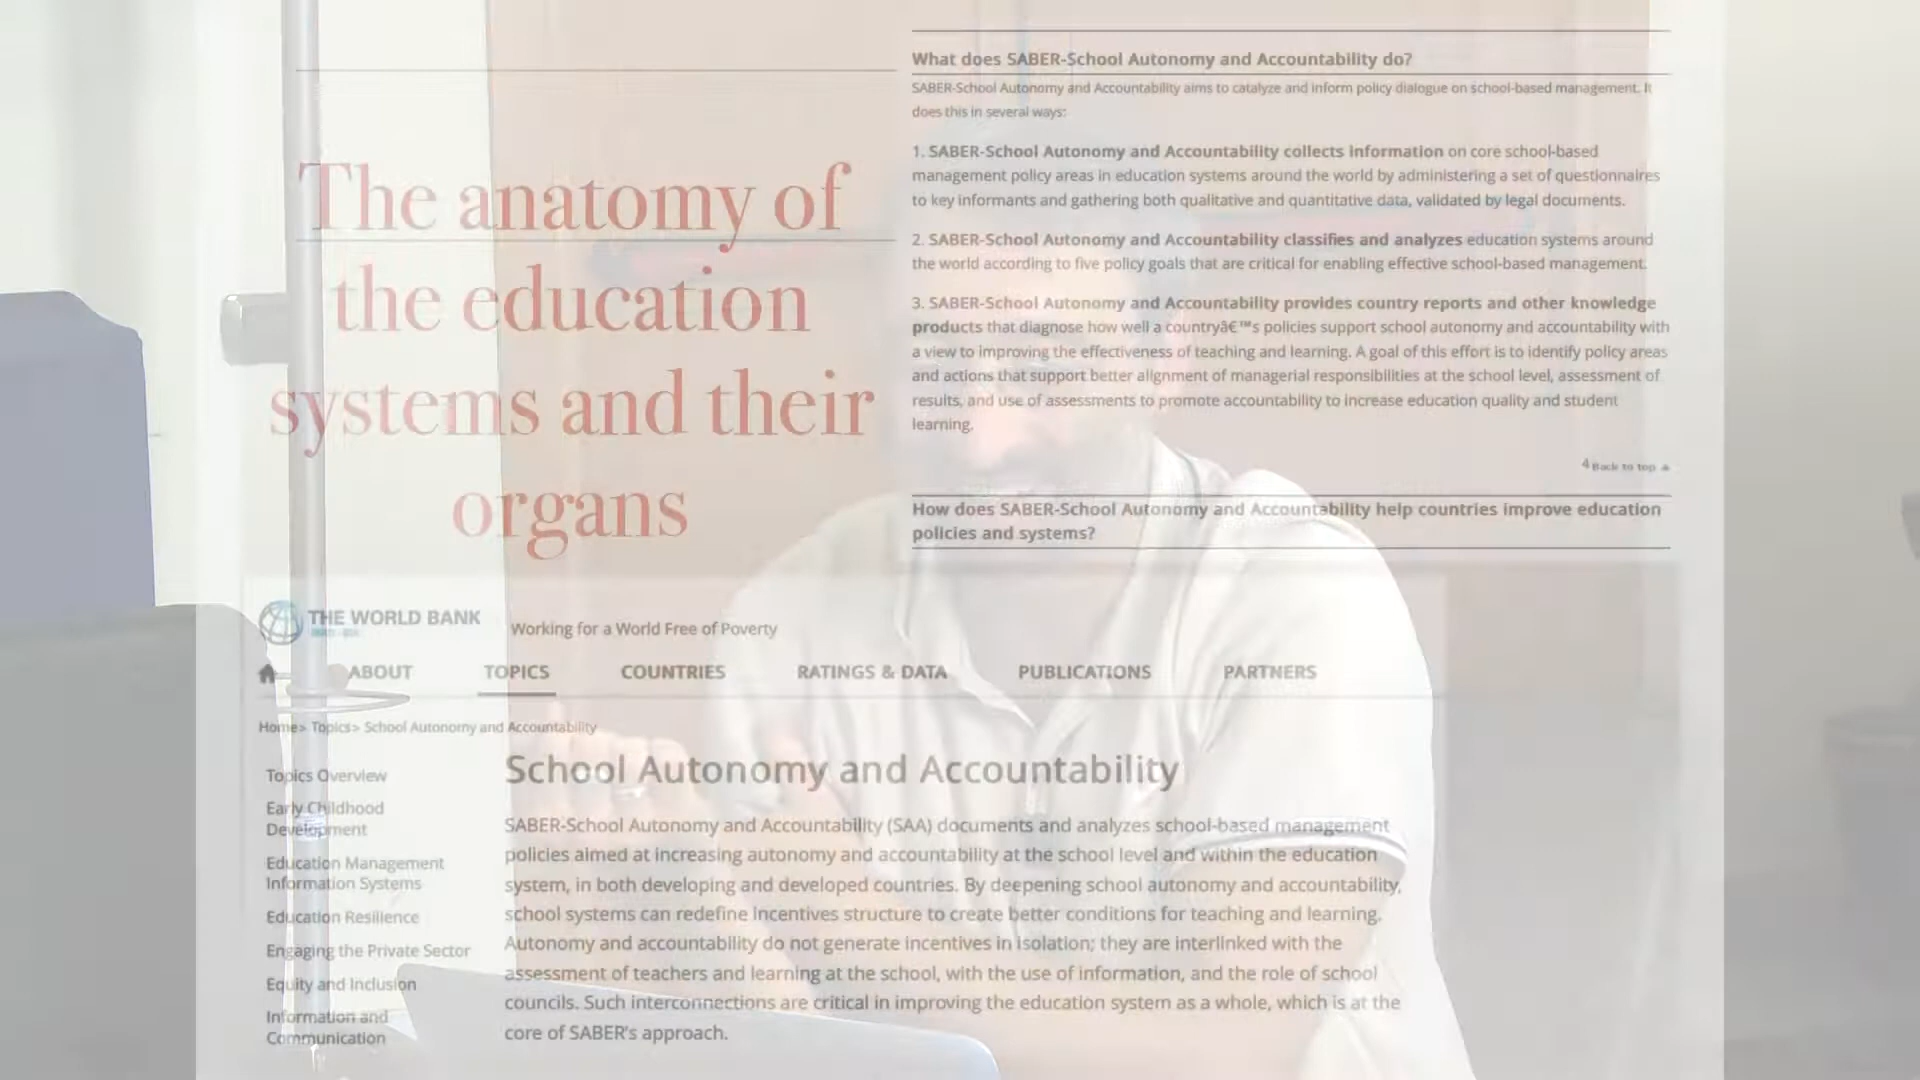 The anatomy of
the education
systems and their
organs
What does SABER-School Autonomy and Accountability do?
SABER-School Autonomy and Accountability aims to catalyze and inform policy dialogue on school-based management. It
does this in several ways:
1. SABER-School Autonomy and Accountability collects information on core school-based
management policy areas in education systems around the world by administering a set of questionnaires
to key informants and gathering both qualitative and quantitative data, validated by legal documents.
2. SABER-School Autonomy and Accountability classifies and analyzes education systems around
the world according to five policy goals that are critical for enabling effective school-based management.
3. SABER-School Autonomy and Accountability provides country reports and other knowledge
products that diagnose how well a countryâ€™s policies support school autonomy and accountability with
a view to improving the effectiveness of teaching and learning. A goal of this effort is to identify policy areas
and actions that support better alignment of managerial responsibilities at the school level, assessment of
results, and use of assessments to promote accountability to increase education quality and student
learning.
4 Back to top
How does SABER-School Autonomy and Accountability help countries improve education
policies and systems?
THE WORLD BANK
Working for a World Free of Poverty
ABOUT TOPICS COUNTRIES RATINGS & DATA PUBLICATIONS PARTNERS
Home> Topics> School Autonomy and Accountability
Topics Overview
Early Childhood
Development
Education Management
Information Systems
Education Resilience
Engaging the Private Sector
Equity and Inclusion
Information and
Communication
School Autonomy and Accountability
SABER-School Autonomy and Accountability (SAA) documents and analyzes school-based management
policies aimed at increasing autonomy and accountability at the school level and within the education
system, in both developing and developed countries. By deepening school autonomy and accountability,
school systems can redefine incentives structure to create better conditions for teaching and learning.
Autonomy and accountability do not generate incentives in isolation; they are interlinked with the
assessment of teachers and learning at the school, with the use of information, and the role of school
councils. Such interconnections are critical in improving the education system as a whole, which is at the
core of SABER's approach.